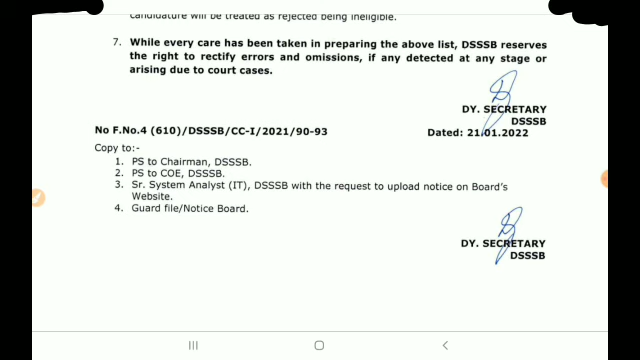 candidature will be treated as rejected being ineligible.
7. While every care has been taken in preparing the above list, DSSSB reserves
the right to rectify errors and omissions, if any detected at any stage or
arising due to court cases.
DY. SECRETARY
DSSSB
No F.No.4 (610)/DSSSB/CC-I/2021/90-93 Dated: 21.01.2022
Copy to:-
1. PS to Chairman, DSSSB.
2. PS to COE, DSSSB.
3. Sr. System Analyst (IT), DSSSB with the request to upload notice on Board's
Website.
4. Guard file/Notice Board.
DY. SECRETARY
DSSSB